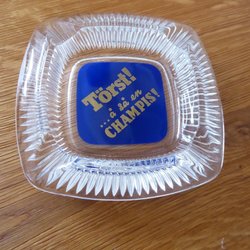 Törst!
...å så en
CHAMPIS!